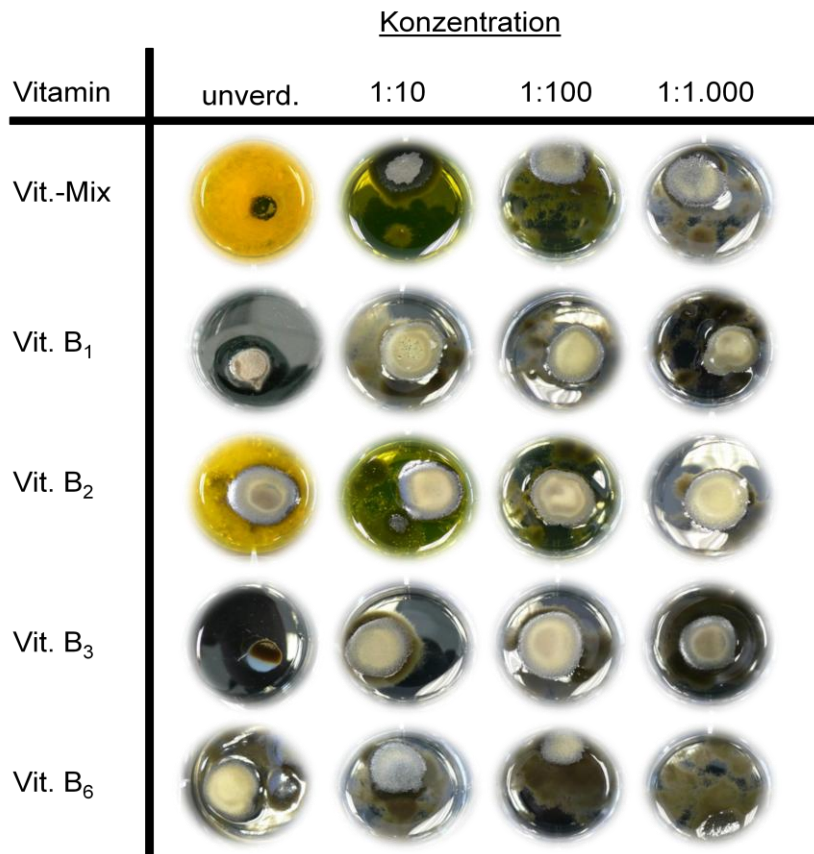 Konzentration
Vitamin unverd. 1:10 1:100 1:1.000
Vit.-Mix
Vit. B₁
Vit. B₂
Vit. B₃
Vit. B₆